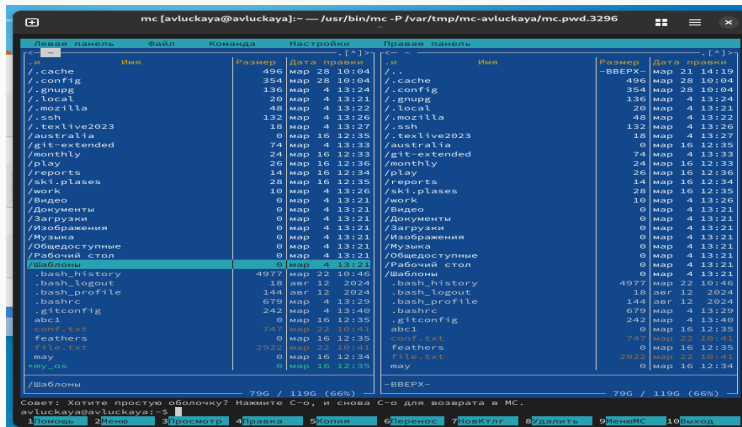 mc [avluckaya@avluckaya]:~ — /usr/bin/mc -P /var/tmp/mc-avluckaya/mc.pwd.3296
Левая панель Файл Команда Настройки Правая панель
<— ~ .[^]> <— ~ .[^]>
.и Имя Размер Дата правки .и Имя Размер Дата правки
/.cache 496 мар 28 10:04 /.. -ВВЕРХ- мар 21 14:19
/.config 354 мар 28 10:04 /.cache 496 мар 28 10:04
/.gnupg 136 мар 4 13:24 /.config 354 мар 28 10:04
/.local 20 мар 4 13:21 /.gnupg 136 мар 4 13:24
/.mozilla 48 мар 4 13:22 /.local 20 мар 4 13:21
/.ssh 132 мар 4 13:26 /.mozilla 48 мар 4 13:22
/.texlive2023 18 мар 4 13:27 /.ssh 132 мар 4 13:26
/australia 0 мар 16 12:35 /.texlive2023 18 мар 4 13:27
/git-extended 74 мар 4 13:33 /australia 0 мар 16 12:35
/monthly 24 мар 16 12:33 /git-extended 74 мар 4 13:33
/play 26 мар 16 12:36 /monthly 24 мар 16 12:33
/reports 14 мар 16 12:34 /play 26 мар 16 12:36
/ski.plases 28 мар 16 12:35 /reports 14 мар 16 12:34
/work 10 мар 4 13:26 /ski.plases 28 мар 16 12:35
/Видео 0 мар 4 13:21 /work 10 мар 4 13:26
/Документы 0 мар 4 13:21 /Видео 0 мар 4 13:21
/Загрузки 0 мар 4 13:21 /Документы 0 мар 4 13:21
/Изображения 0 мар 4 13:21 /Загрузки 0 мар 4 13:21
/Музыка 0 мар 4 13:21 /Изображения 0 мар 4 13:21
/Общедоступные 0 мар 4 13:21 /Музыка 0 мар 4 13:21
/Рабочий стол 0 мар 4 13:21 /Общедоступные 0 мар 4 13:21
/Шаблоны 0 мар 4 13:21 /Рабочий стол 0 мар 4 13:21
.bash_history 4977 мар 22 10:46 /Шаблоны 0 мар 4 13:21
.bash_logout 18 авг 12 2024 .bash_history 4977 мар 22 10:46
.bash_profile 144 авг 12 2024 .bash_logout 18 авг 12 2024
.bashrc 679 мар 4 13:29 .bash_profile 144 авг 12 2024
.gitconfig 242 мар 4 13:40 .bashrc 679 мар 4 13:29
abc1 0 мар 16 12:35 .gitconfig 242 мар 4 13:40
conf.txt 747 мар 22 10:41 abc1 0 мар 16 12:35
feathers 0 мар 16 12:35 conf.txt 747 мар 22 10:41
file.txt 2922 мар 22 10:41 feathers 0 мар 16 12:35
may 0 мар 16 12:34 file.txt 2922 мар 22 10:41
*my_os 0 мар 16 12:35 may 0 мар 16 12:34
/Шаблоны -ВВЕРХ-
79G / 119G (66%) 79G / 119G (66%)
Совет: Хотите простую оболочку? Нажмите C-o, и снова C-o для возврата в MC.
avluckaya@avluckaya:~$
1Помощь 2Меню 3Просмотр 4Правка 5Копия 6Перенос 7НовКтлг 8Удалить 9МенюMC 10Выход